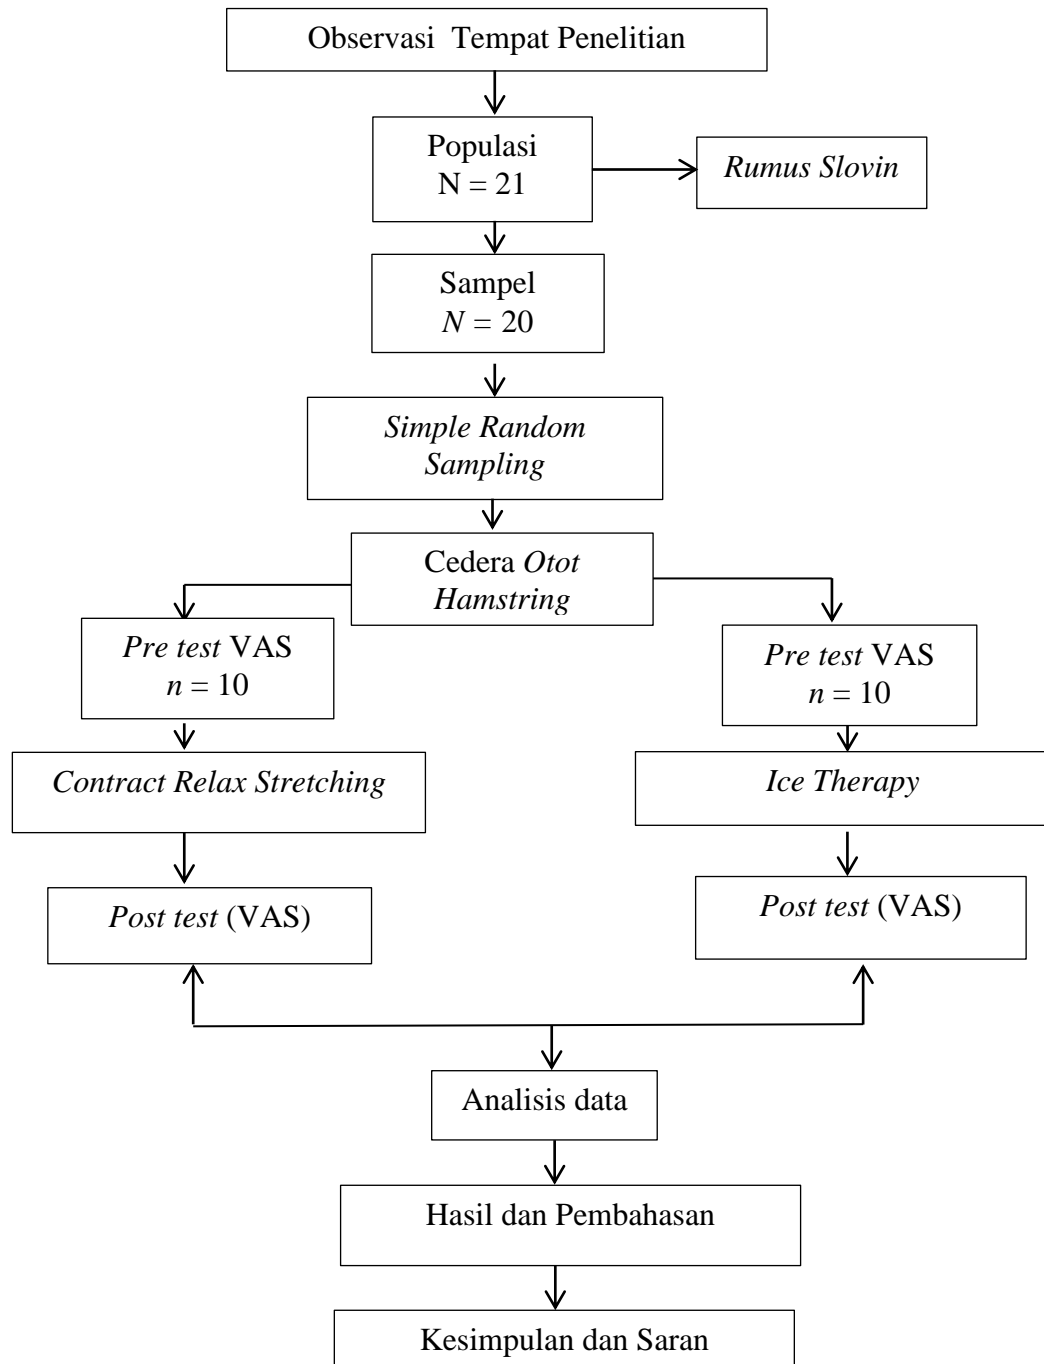 Observasi Tempat Penelitian
Populasi
N = 21
Rumus Slovin
Sampel
N = 20
Simple Random
Sampling
Cedera Otot
Hamstring
Pre test VAS
n = 10
Pre test VAS
n = 10
Contract Relax Stretching
Ice Therapy
Post test (VAS)
Post test (VAS)
Analisis data
Hasil dan Pembahasan
Kesimpulan dan Saran